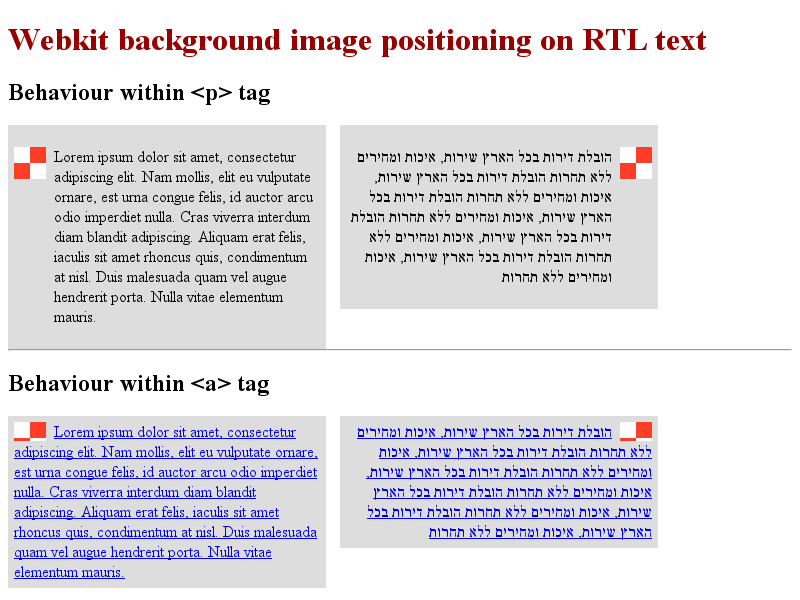 Webkit background image positioning on RTL text
Behaviour within <p> tag
Lorem ipsum dolor sit amet, consectetur
adipiscing elit. Nam mollis, elit eu vulputate
ornare, est urna congue felis, id auctor arcu
odio imperdiet nulla. Cras viverra interdum
diam blandit adipiscing. Aliquam erat felis,
iaculis sit amet rhoncus quis, condimentum
at nisl. Duis malesuada quam vel augue
hendrerit porta. Nulla vitae elementum
mauris.
הובלת דירות בכל הארץ שירות, איכות ומחירים
ללא תחרות הובלת דירות בכל הארץ שירות,
איכות ומחירים ללא תחרות הובלת דירות בכל
הארץ שירות, איכות ומחירים ללא תחרות הובלת
דירות בכל הארץ שירות, איכות ומחירים ללא
תחרות הובלת דירות בכל הארץ שירות, איכות
ומחירים ללא תחרות
Behaviour within <a> tag
Lorem ipsum dolor sit amet, consectetur
adipiscing elit. Nam mollis, elit eu vulputate ornare,
est urna congue felis, id auctor arcu odio imperdiet
nulla. Cras viverra interdum diam blandit
adipiscing. Aliquam erat felis, iaculis sit amet
rhoncus quis, condimentum at nisl. Duis malesuada
quam vel augue hendrerit porta. Nulla vitae
elementum mauris.
הובלת דירות בכל הארץ שירות, איכות ומחירים
ללא תחרות הובלת דירות בכל הארץ שירות, איכות
ומחירים ללא תחרות הובלת דירות בכל הארץ שירות,
איכות ומחירים ללא תחרות הובלת דירות בכל הארץ
שירות, איכות ומחירים ללא תחרות הובלת דירות בכל
הארץ שירות, איכות ומחירים ללא תחרות